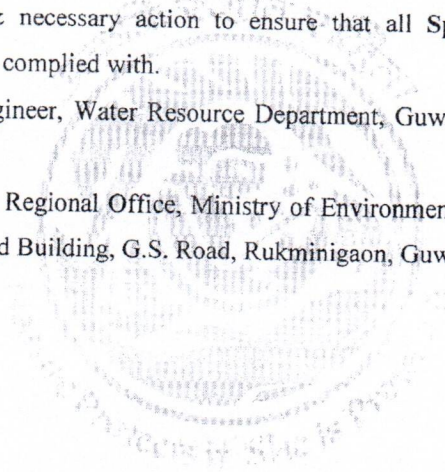 necessary action to ensure that all Sp
complied with.
gineer, Water Resource Department, Guw
Regional Office, Ministry of Environmen
d Building, G.S. Road, Rukminigaon, Guw